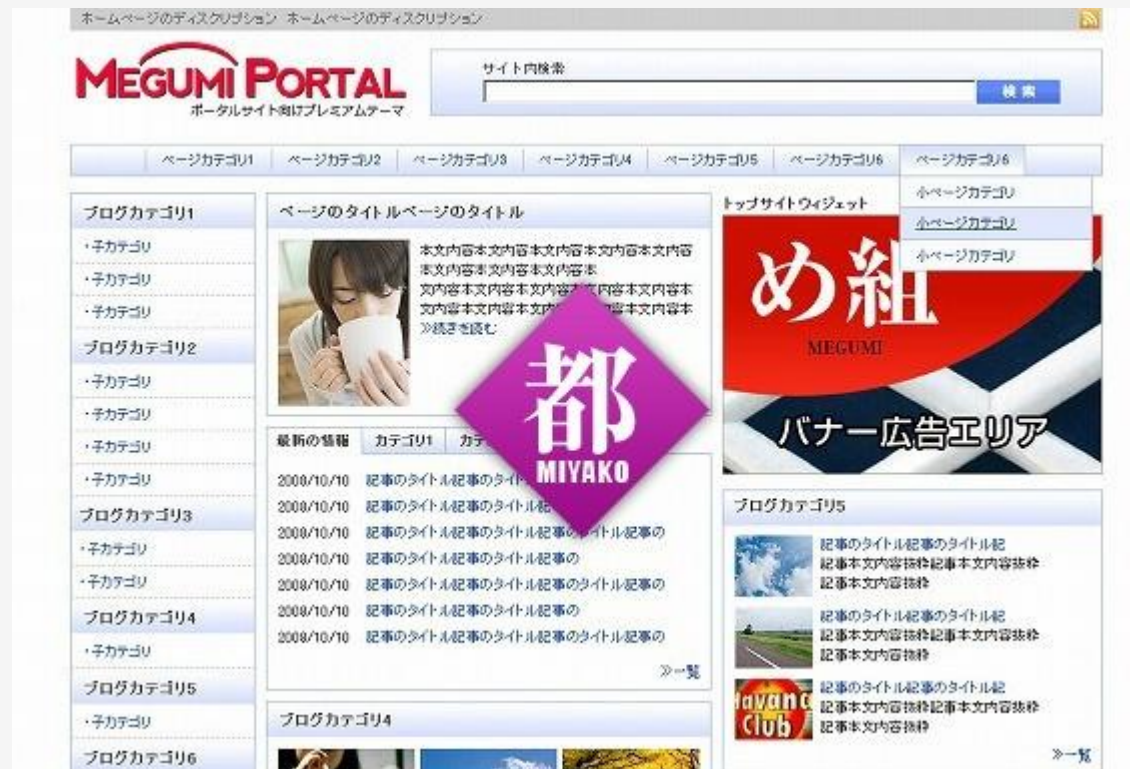 ホームページのディスクリプション ホームページのディスクリプション
MEGUMI PORTAL
ポータルサイト向けプレミアムテーマ
サイト内検索
検 索
ページカテゴリ1 ページカテゴリ2 ページカテゴリ3 ページカテゴリ4 ページカテゴリ5 ページカテゴリ6 ページカテゴリ6
小ページカテゴリ
小ページカテゴリ
小ページカテゴリ
ブログカテゴリ1
・子カテゴリ
・子カテゴリ
・子カテゴリ
ブログカテゴリ2
・子カテゴリ
・子カテゴリ
・子カテゴリ
・子カテゴリ
ブログカテゴリ3
・子カテゴリ
・子カテゴリ
ブログカテゴリ4
・子カテゴリ
ブログカテゴリ5
・子カテゴリ
ブログカテゴリ6
ページのタイトルページのタイトル
本文内容本文内容本文内容本文内容本文内容
本文内容本文内容本文内容本
文内容本文内容本文内容本文内容本文内容本
文内容本文内容本文内 容本文内容本
≫続きを読む
都
MIYAKO
最新の情報 カテゴリ1 カテ
2008/10/10 記事のタイトル記事のタイト
2008/10/10 記事のタイトル記事のタイトル記
2008/10/10 記事のタイトル記事のタイトル記事のタイトル記事の
2008/10/10 記事のタイトル記事のタイトル記事の
2008/10/10 記事のタイトル記事のタイトル記事のタイトル記事の
2008/10/10 記事のタイトル記事のタイトル記事の
2008/10/10 記事のタイトル記事のタイトル記事のタイトル記事の
≫一覧
ブログカテゴリ4
トップサイトウィジェット
め組
MEGUMI
バナー広告エリア
ブログカテゴリ5
記事のタイトル記事のタイトル記
記事本文内容抜粋記事本文内容抜粋
記事本文内容抜粋
記事のタイトル記事のタイトル記
記事本文内容抜粋記事本文内容抜粋
記事本文内容抜粋
Havana
Club
記事のタイトル記事のタイトル記
記事本文内容抜粋記事本文内容抜粋
記事本文内容抜粋
≫一覧